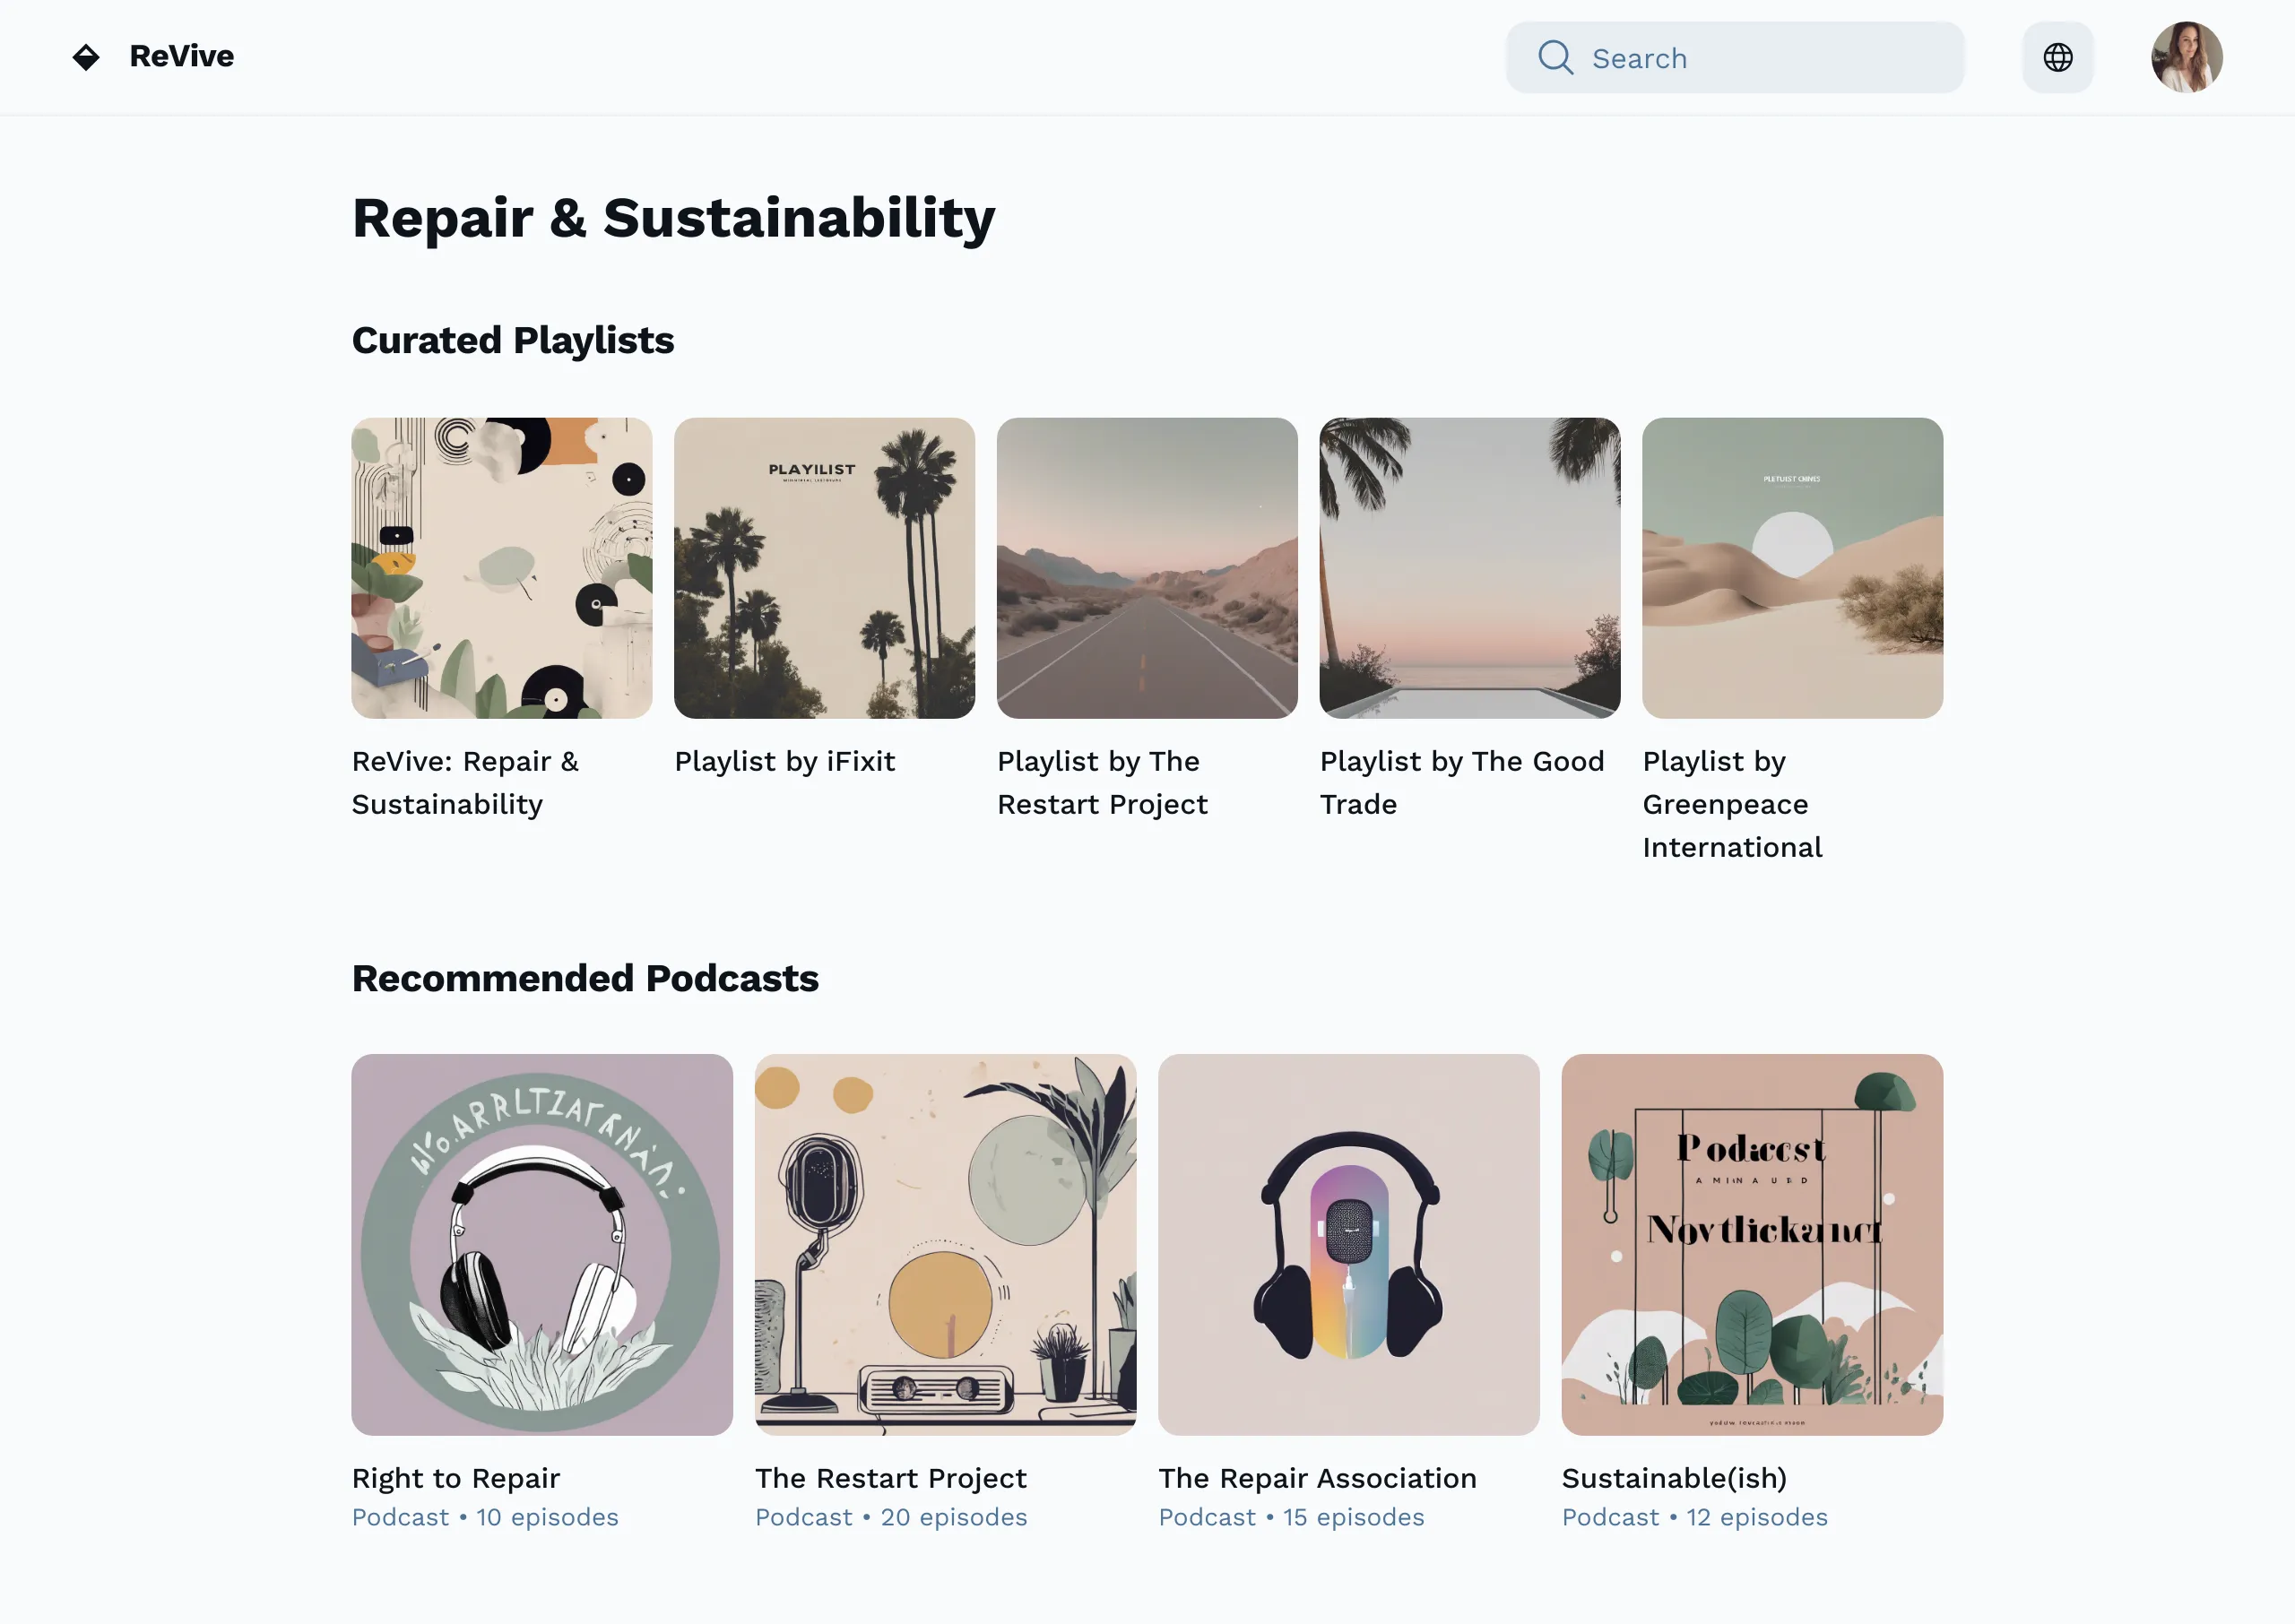 ReVive
Search
Repair & Sustainability
Curated Playlists
PLAYILIST
ReVive: Repair &
Sustainability
Playlist by iFixit
Playlist by The
Restart Project
Playlist by The Good
Trade
Playlist by
Greenpeace
International
Recommended Podcasts
Podiccst
Right to Repair
Podcast • 10 episodes
The Restart Project
Podcast • 20 episodes
The Repair Association
Podcast • 15 episodes
Sustainable(ish)
Podcast • 12 episodes